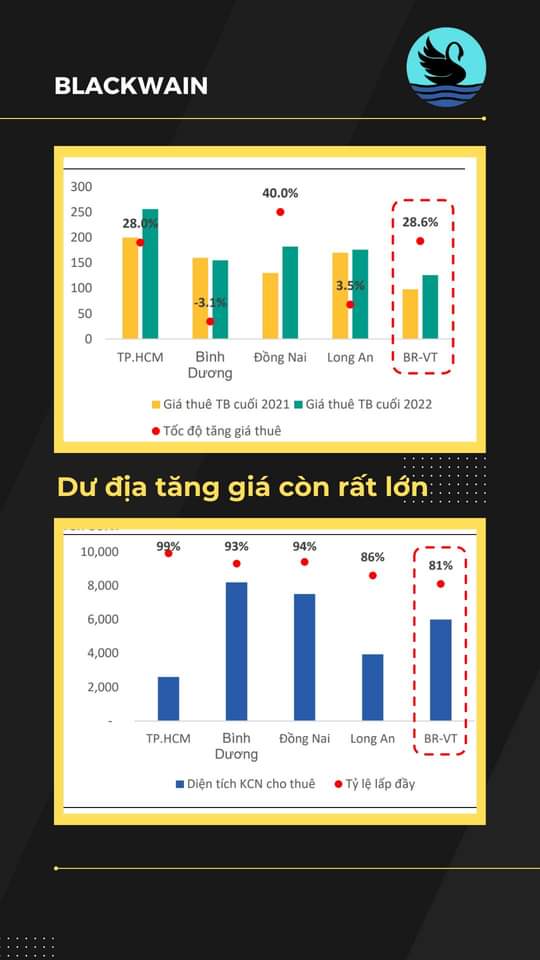 BLACKWAIN
300
250
200
150
100
50
0
28.0%
-3.1%
40.0%
3.5%
28.6%
TP.HCM
Bình Dương
Đồng Nai
Long An
BR-VT
Giá thuê TB cuối 2021
Giá thuê TB cuối 2022
Tốc độ tăng giá thuê
Dư địa tăng giá còn rất lớn
10,000
8,000
6,000
4,000
2,000
-
99%
93%
94%
86%
81%
TP.HCM
Bình Dương
Đồng Nai
Long An
BR-VT
Diện tích KCN cho thuê
Tỷ lệ lấp đầy